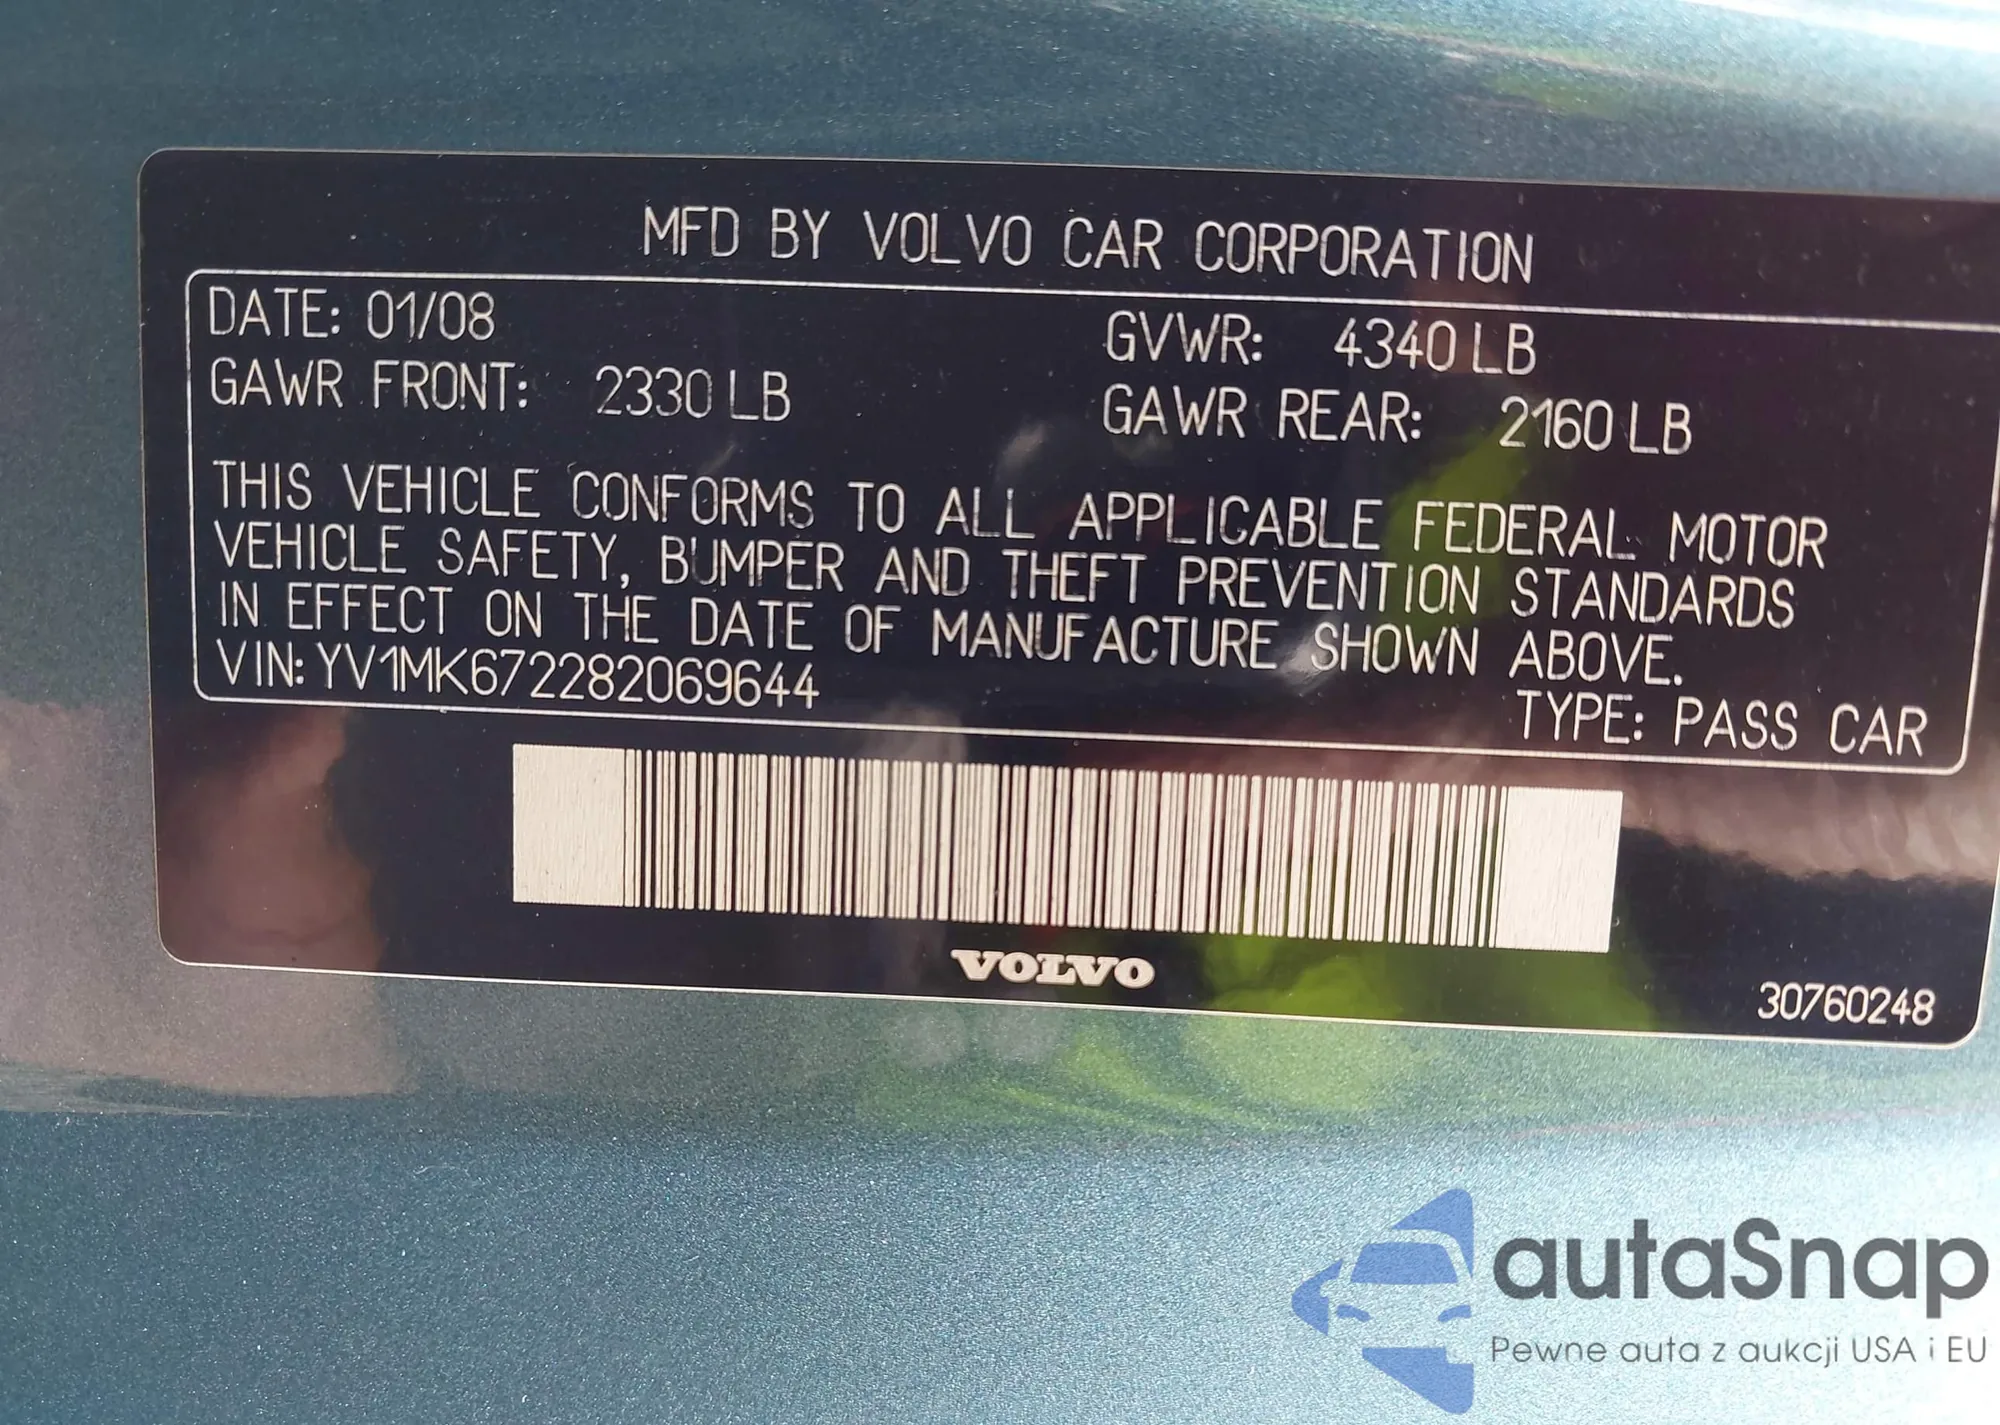 MFD BY VOLVO CAR CORPORATION
DATE: 01/08 GVWR: 4340 LB
GAWR FRONT: 2330 LB GAWR REAR: 2160 LB
THIS VEHICLE CONFORMS TO ALL APPLICABLE FEDERAL MOTOR
VEHICLE SAFETY, BUMPER AND THEFT PREVENTION STANDARDS
IN EFFECT ON THE DATE OF MANUFACTURE SHOWN ABOVE.
VIN: YV1MK672282069644
TYPE: PASS CAR
VOLVO
30760248
autaSnap
Pewne auta z aukcji USA i EU